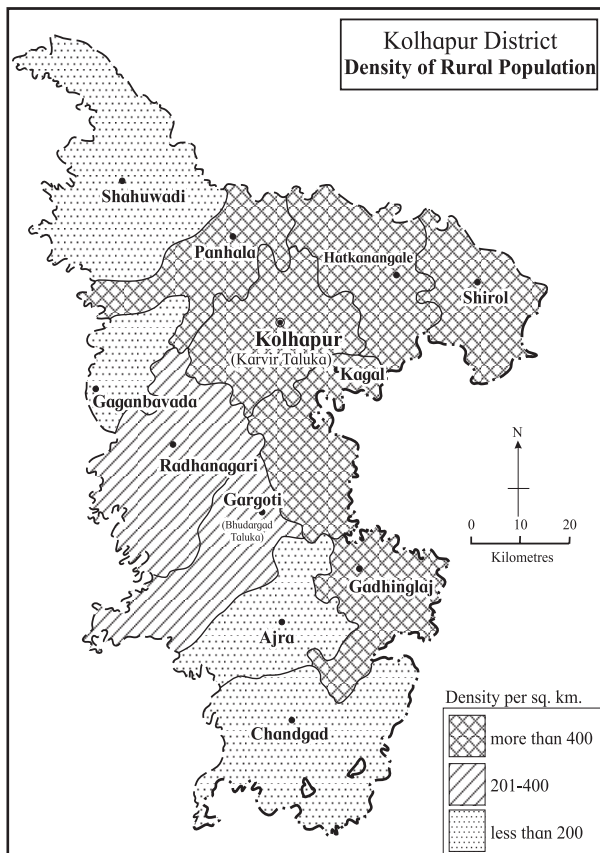 Kolhapur District
Density of Rural Population
Shahuwadi
Panhala
Hatkanangale
Shirol
Kolhapur
(Karvir Taluka)
Kagal
Gaganbavada
Radhanagari
Gargoti
(Bhudargad
Taluka)
N
0 10 20
Kilometres
Gadhinglaj
Ajra
Chandgad
Density per sq. km.
more than 400
201-400
less than 200